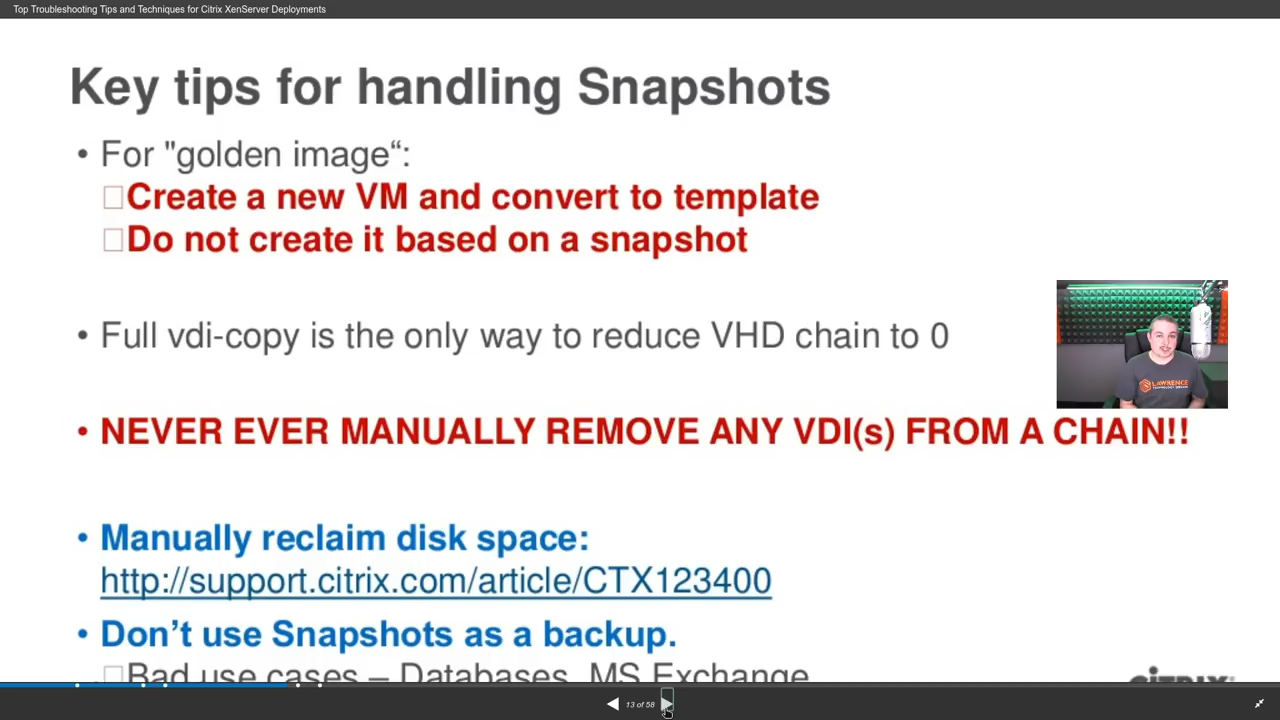 Top Troubleshooting Tips and Techniques for Citrix XenServer Deployments
Key tips for handling Snapshots
• For "golden image“:
□Create a new VM and convert to template
□Do not create it based on a snapshot
• Full vdi-copy is the only way to reduce VHD chain to 0
LAWRENCE
• NEVER EVER MANUALLY REMOVE ANY VDI(s) FROM A CHAIN!!
• Manually reclaim disk space:
http://support.citrix.com/article/CTX123400
• Don’t use Snapshots as a backup.
□Bad use cases – Databases, MS Exchange
CITRIX
13 of 58